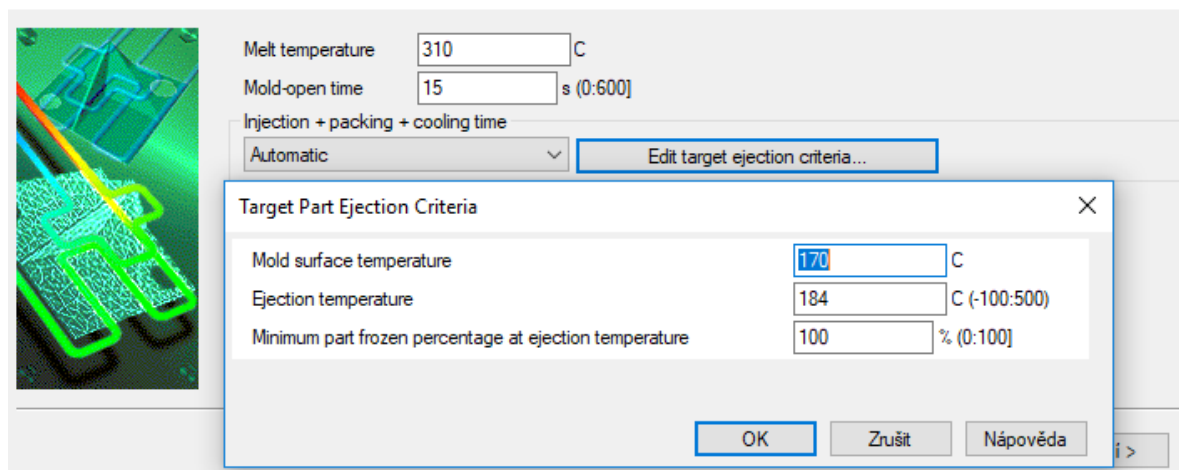 Melt temperature 310 C
Mold-open time 15 s (0:600]
Injection + packing + cooling time
Automatic Edit target ejection criteria...
Target Part Ejection Criteria
Mold surface temperature 170 C
Ejection temperature 184 C (-100:500)
Minimum part frozen percentage at ejection temperature 100 % (0:100]
OK Zrušit Nápověda
í >